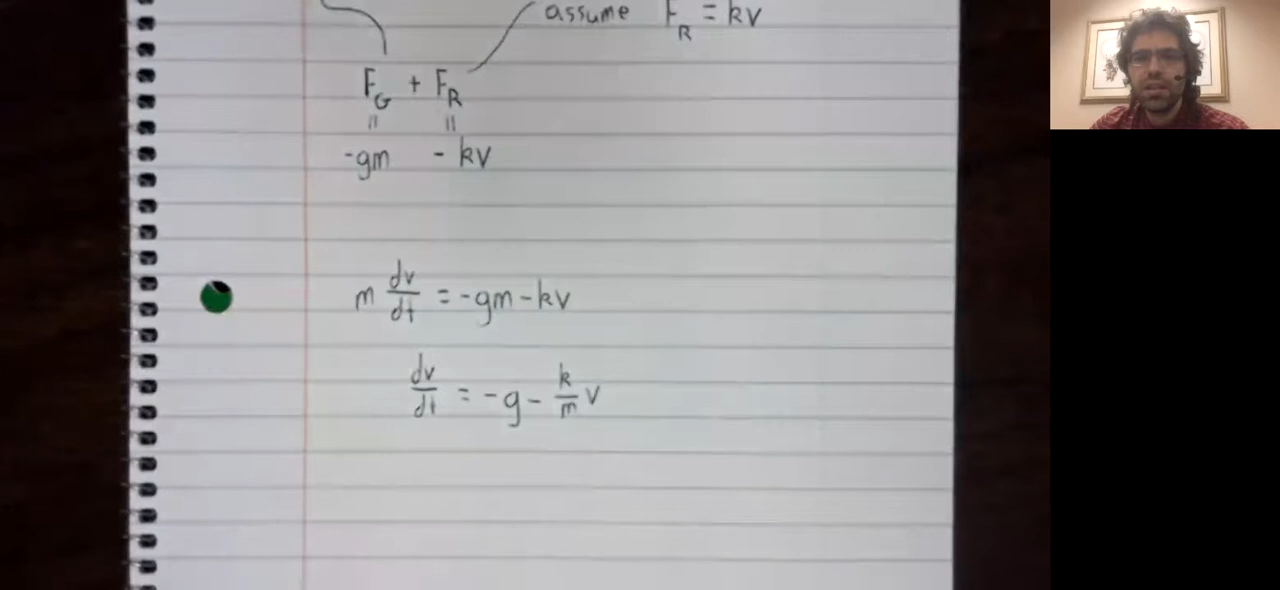 assume F_R = kv
F_G + F_R
= =
-gm - kv
m dv/dt = -gm - kv
dv/dt = -g - k/m v